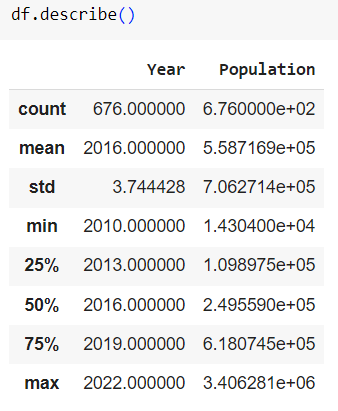 df.describe()
Year Population
count 676.000000 6.760000e+02
mean 2016.000000 5.587169e+05
std 3.744428 7.062714e+05
min 2010.000000 1.430400e+04
25% 2013.000000 1.098975e+05
50% 2016.000000 2.495590e+05
75% 2019.000000 6.180745e+05
max 2022.000000 3.406281e+06